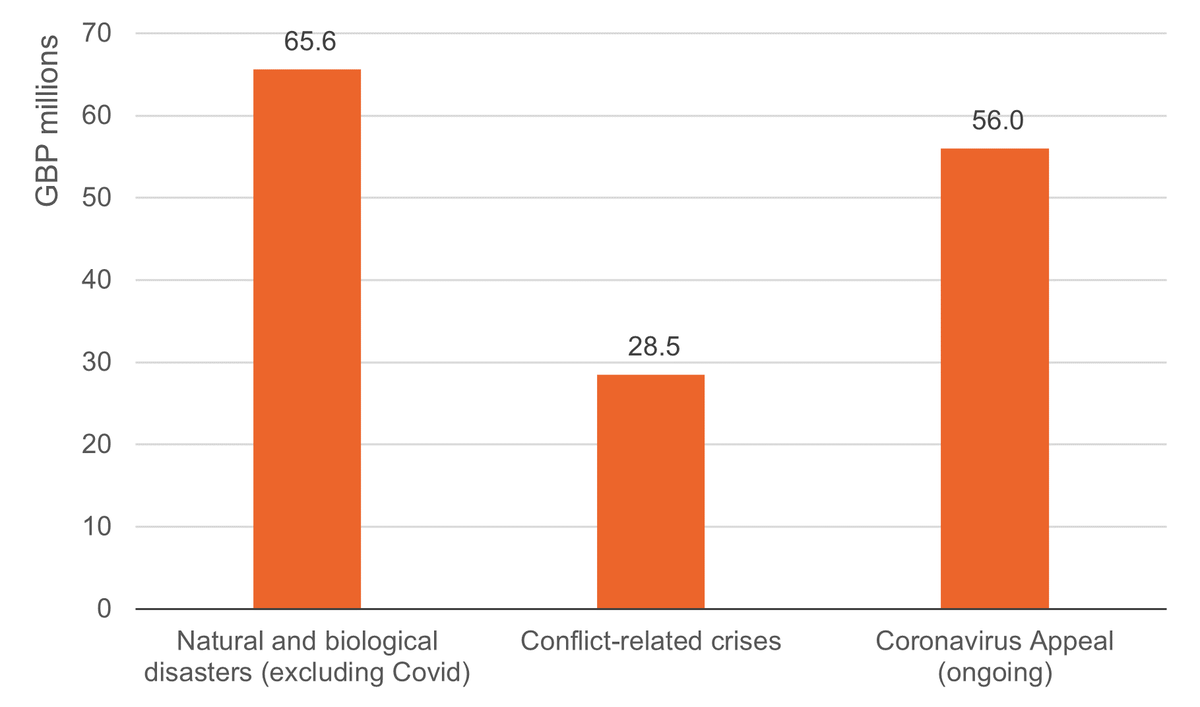 GBP millions
70
60
50
40
30
20
10
0
65.6
28.5
56.0
Natural and biological
disasters (excluding Covid)
Conflict-related crises
Coronavirus Appeal
(ongoing)